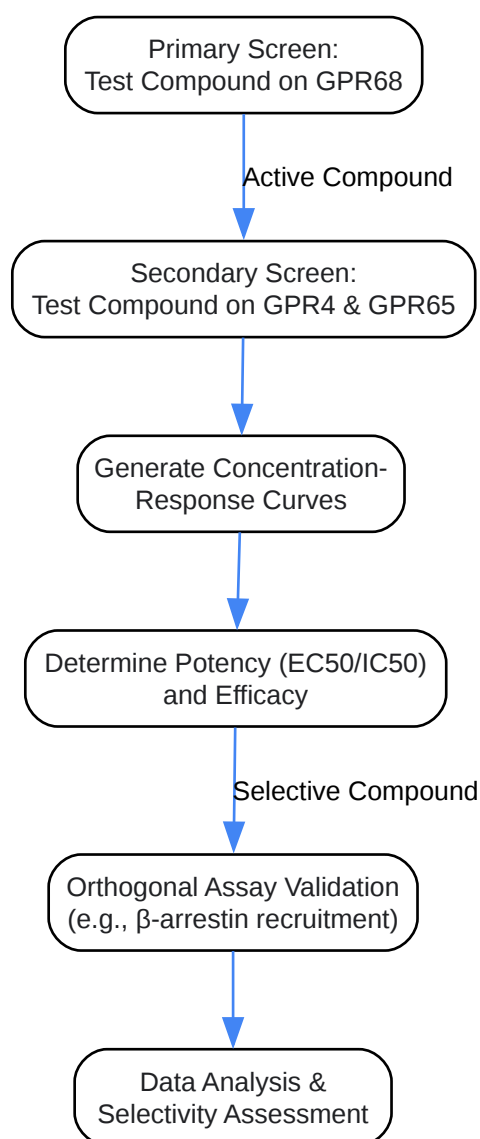 Primary Screen:
Test Compound on GPR68
Active Compound
Secondary Screen:
Test Compound on GPR4 & GPR65
Generate Concentration-
Response Curves
Determine Potency (EC50/IC50)
and Efficacy
Selective Compound
Orthogonal Assay Validation
(e.g., β-arrestin recruitment)
Data Analysis &
Selectivity Assessment